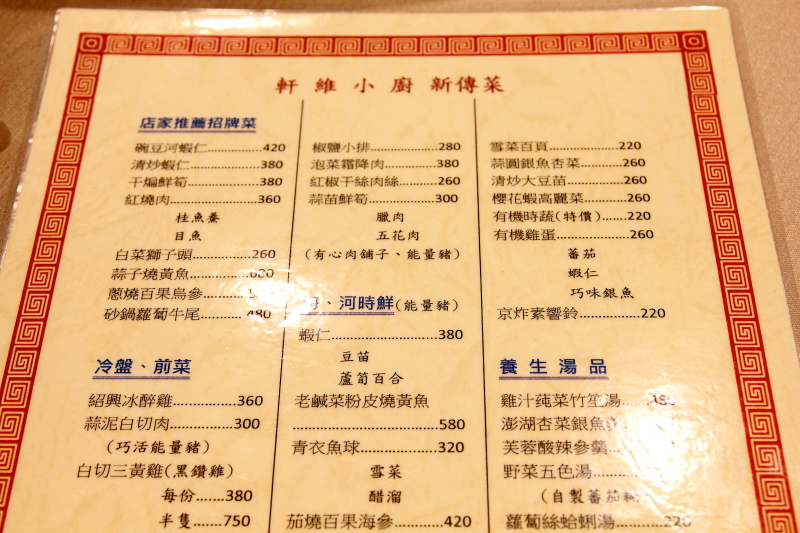 軒維小廚 新傳菜
店家推薦招牌菜
豌豆河蝦仁................420
清炒蝦仁................380
干煸鮮筍................380
紅燒肉................360
桂魚鯗
目魚
白菜獅子頭................260
蒜子燒黃魚
蔥燒百果烏參
砂鍋蘿蔔牛尾............480
冷盤、前菜
紹興冰醉雞................360
蒜泥白切肉................300
(巧活能量豬)
白切三黃雞(黑鑽雞)
每份.......380
半隻.......750
椒鹽小排................280
泡菜霜降肉................380
紅椒干絲肉絲............260
蒜苗鮮筍................300
臘肉
五花肉
(有心肉舖子、能量豬)
、河時鮮(能量豬)
蝦仁................380
豆苗
蘆筍百合
老鹹菜粉皮燒黃魚
................580
青衣魚球................320
雪菜
醋溜
茄燒百果海參............420
雪菜百頁................220
蒜圓銀魚杏菜............260
清炒大豆苗................260
櫻花蝦高麗菜............260
有機時蔬(特價)......220
有機雞蛋................260
蕃茄
蝦仁
巧味銀魚
京炸素響鈴................220
養生湯品
雞汁莼菜竹笙湯
澎湖杏菜銀魚
芙蓉酸辣參羹
野菜五色湯
(自製蕃茄
蘿蔔絲蛤蜊湯.......220